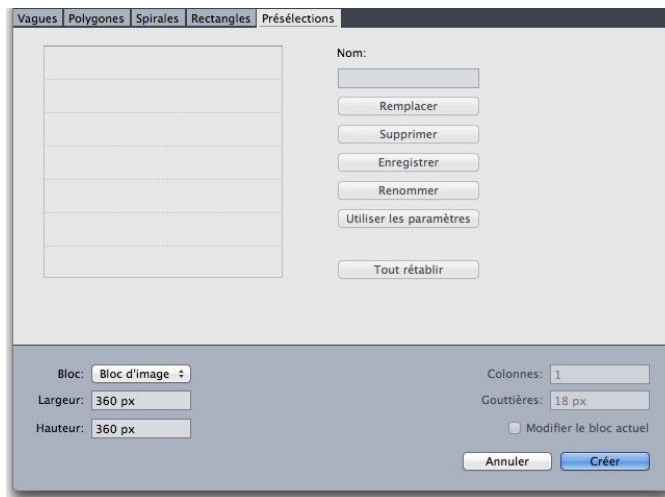 Vagues Polygones Spirales Rectangles Présélections
Nom:
Remplacer
Supprimer
Enregistrer
Renommer
Utiliser les paramètres
Tout rétablir
Bloc: Bloc d'image
Largeur: 360 px
Hauteur: 360 px
Colonnes: 1
Gouttières: 18 px
Modifier le bloc actuel
Annuler Créer